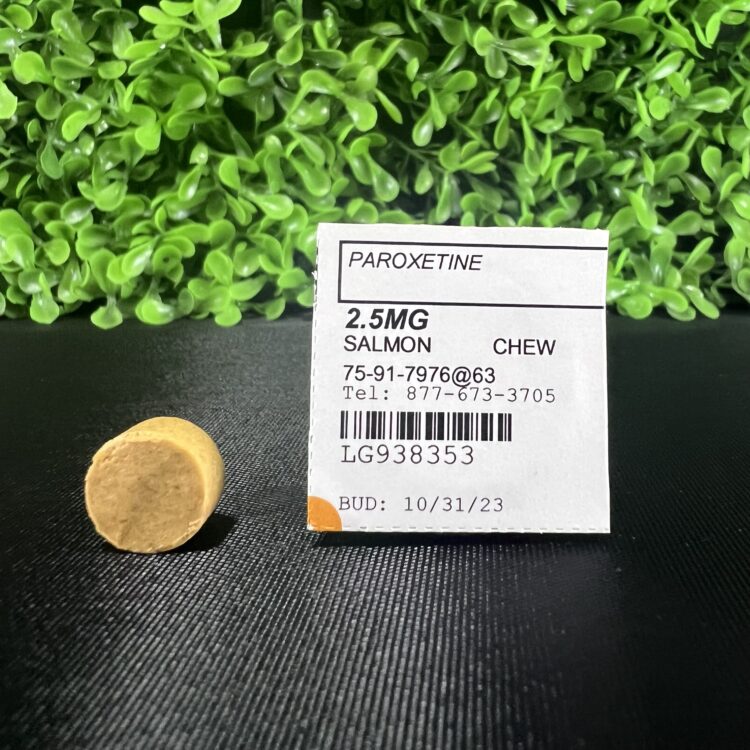 PAROXETINE
2.5MG
SALMON CHEW
75-91-7976@63
Tel: 877-673-3705
LG938353
BUD: 10/31/23